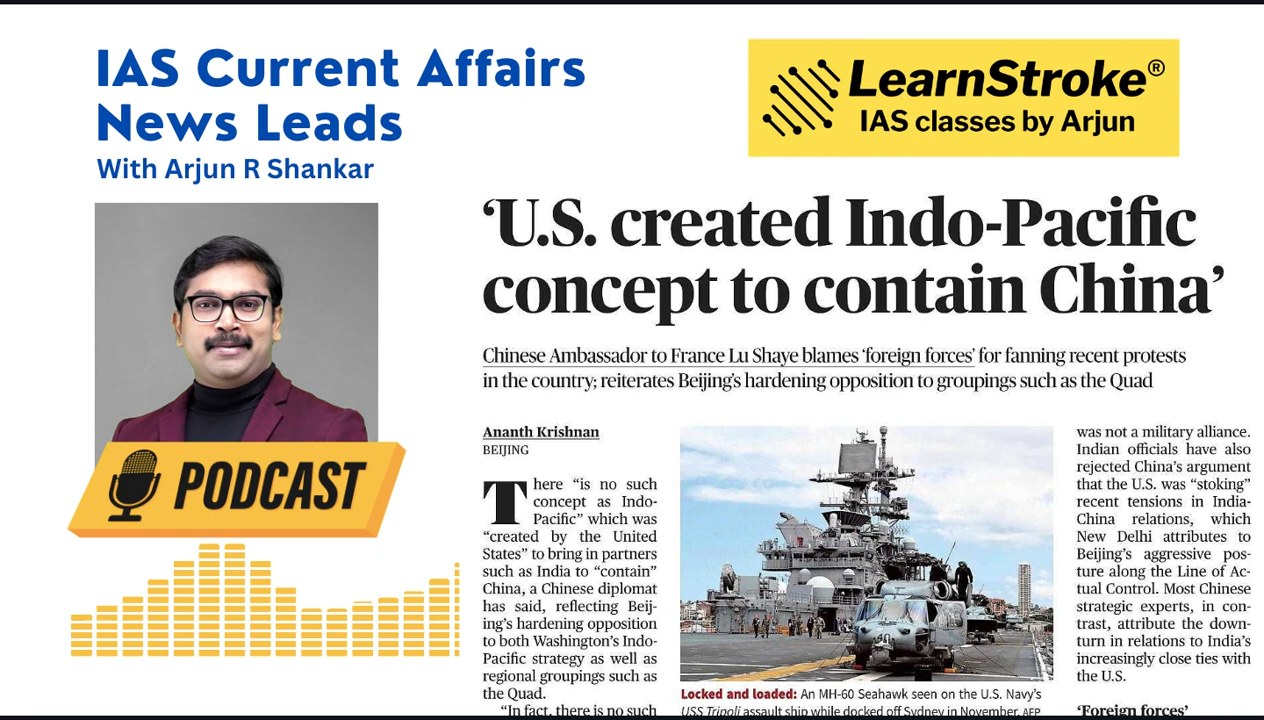 IAS Current Affairs
News Leads
With Arjun R Shankar
PODCAST
LearnStroke®
IAS classes by Arjun
‘U.S. created Indo-Pacific
concept to contain China’
Chinese Ambassador to France Lu Shaye blames ‘foreign forces’ for fanning recent protests
in the country; reiterates Beijing's hardening opposition to groupings such as the Quad
Ananth Krishnan
BEIJING
There “is no such
concept as Indo-
Pacific” which was
“created by the United
States” to bring in partners
such as India to “contain”
China, a Chinese diplomat
has said, reflecting Beij-
ing’s hardening opposition
to both Washington’s Indo-
Pacific strategy as well as
regional groupings such as
the Quad.
“In fact, there is no such
Locked and loaded: An MH-60 Seahawk seen on the U.S. Navy’s
USS Tripoli assault ship while docked off Sydney in November. AFP
was not a military alliance.
Indian officials have also
rejected China’s argument
that the U.S. was “stoking”
recent tensions in India-
China relations, which
New Delhi attributes to
Beijing’s aggressive pos-
ture along the Line of Ac-
tual Control. Most Chinese
strategic experts, in con-
trast, attribute the down-
turn in relations to India’s
increasingly close ties with
the U.S.
‘Foreign forces’